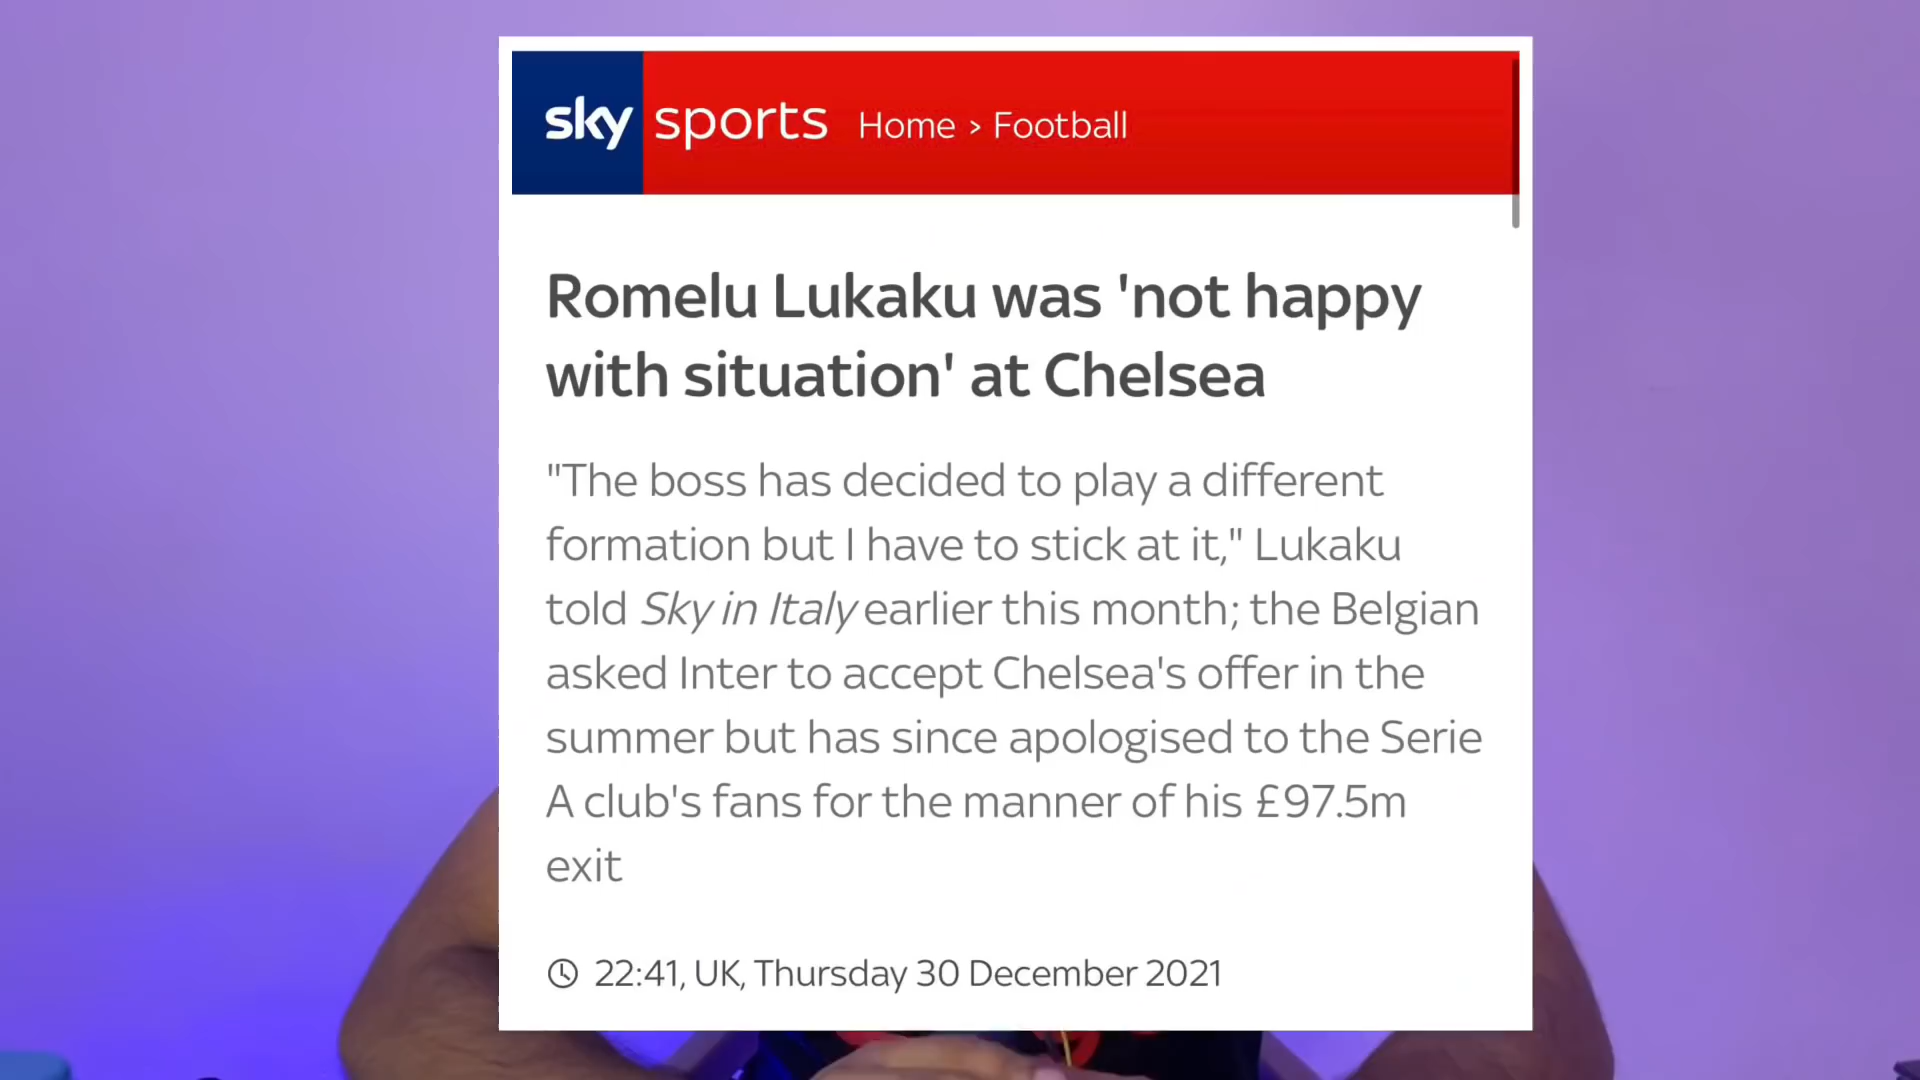 sky sports Home > Football
Romelu Lukaku was 'not happy
with situation' at Chelsea
"The boss has decided to play a different
formation but I have to stick at it," Lukaku
told Sky in Italy earlier this month; the Belgian
asked Inter to accept Chelsea's offer in the
summer but has since apologised to the Serie
A club's fans for the manner of his £97.5m
exit
22:41, UK, Thursday 30 December 2021